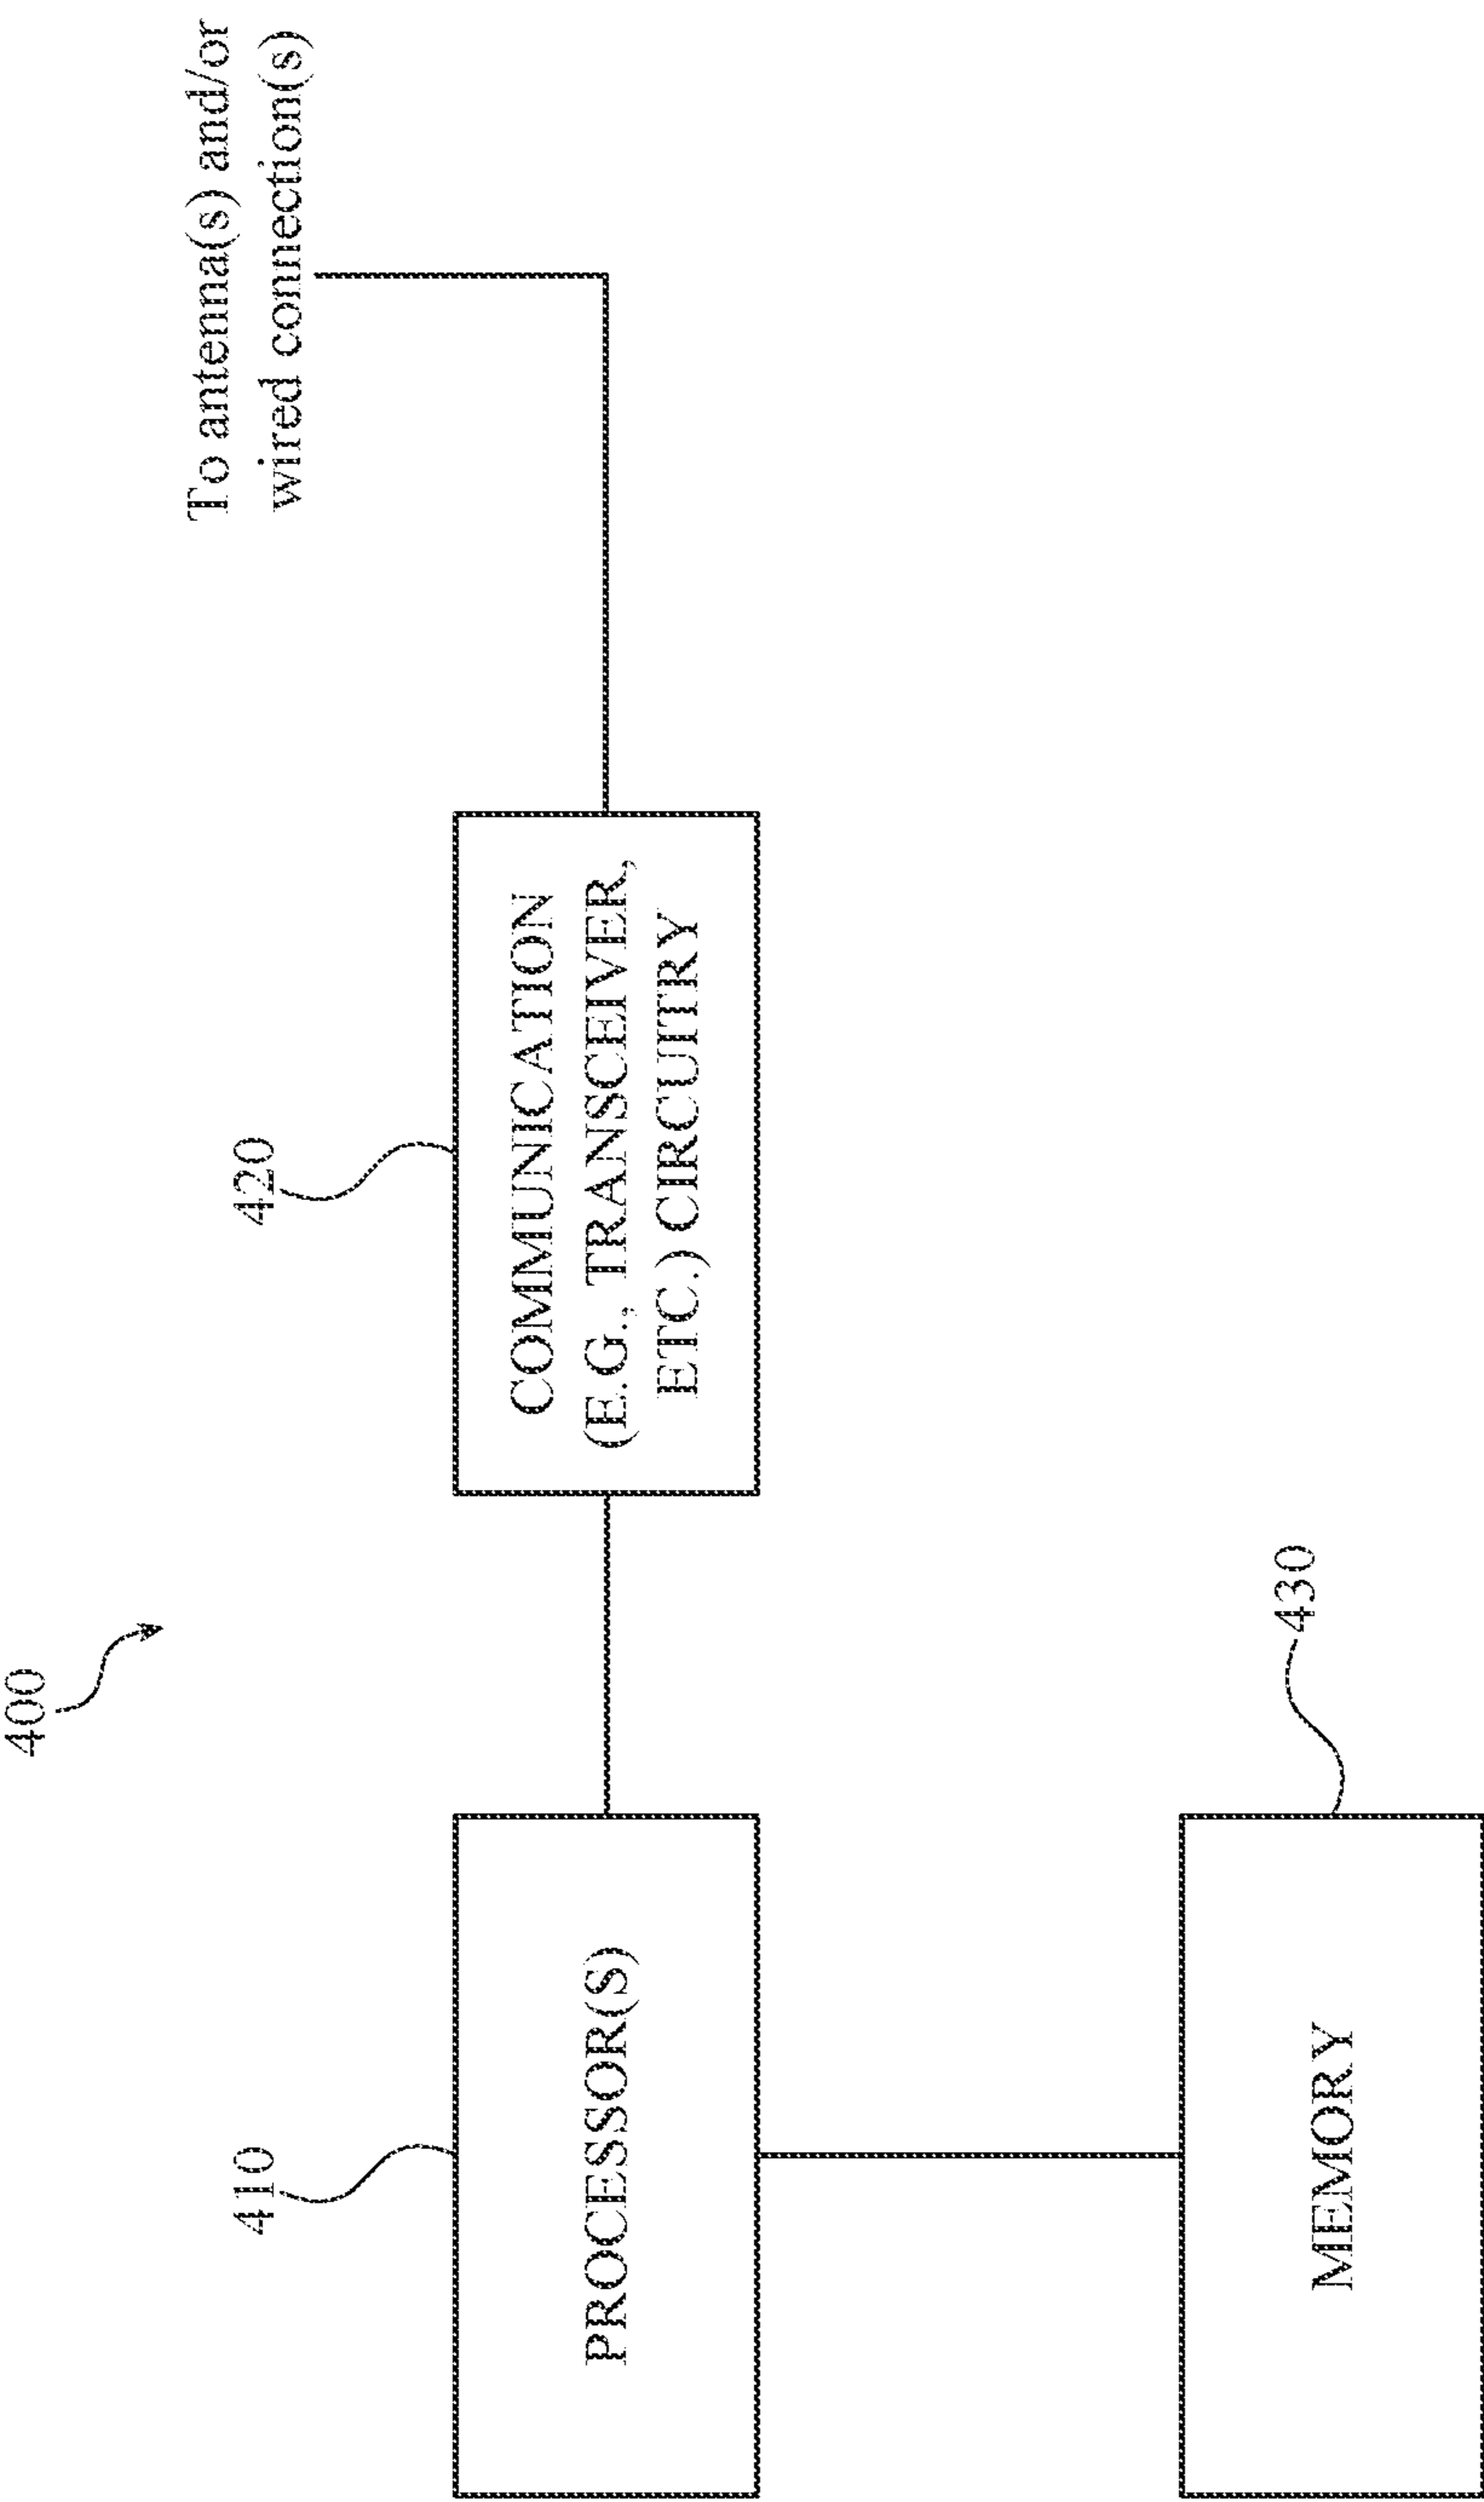 400
To antenna(s) and/or
wired connection(s)
410
420
PROCESSOR(S)
COMMUNICATION
(E.G., TRANSCEIVER,
ETC.) CIRCUITRY
430
MEMORY